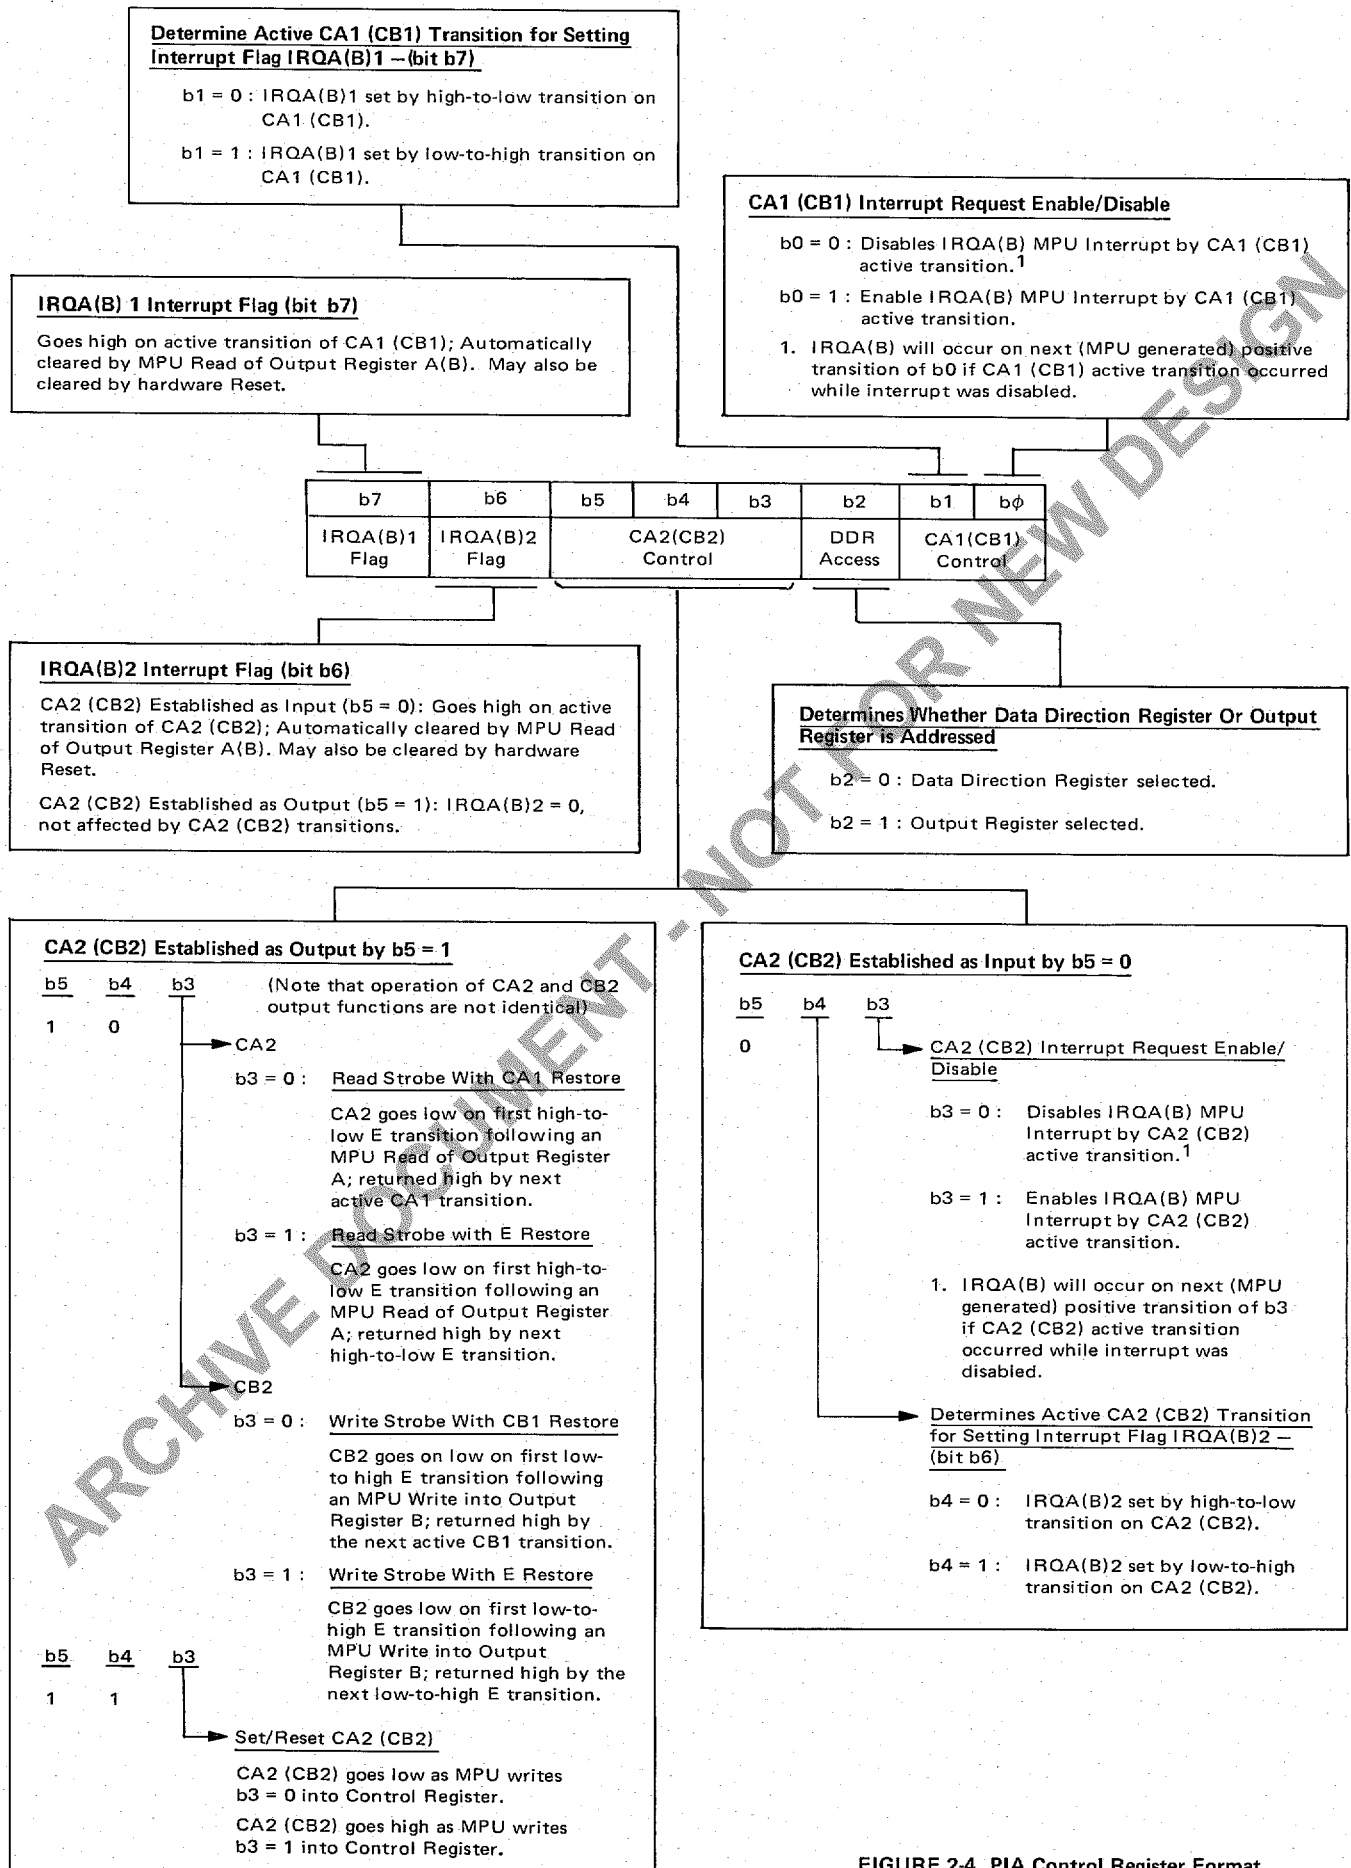 Determine Active CA1 (CB1) Transition for Setting
Interrupt Flag IRQA(B)1 – (bit b7)
b1 = 0 : IRQA(B)1 set by high-to-low transition on
CA1 (CB1).
b1 = 1 : IRQA(B)1 set by low-to-high transition on
CA1 (CB1).
CA1 (CB1) Interrupt Request Enable/Disable
b0 = 0 : Disables IRQA(B) MPU Interrupt by CA1 (CB1)
active transition.1
b0 = 1 : Enable IRQA(B) MPU Interrupt by CA1 (CB1)
active transition.
1. IRQA(B) will occur on next (MPU generated) positive
transition of b0 if CA1 (CB1) active transition occurred
while interrupt was disabled.
IRQA(B) 1 Interrupt Flag (bit b7)
Goes high on active transition of CA1 (CB1); Automatically
cleared by MPU Read of Output Register A(B). May also be
cleared by hardware Reset.
b7 b6 b5 b4 b3 b2 b1 bϕ
IRQA(B)1 IRQA(B)2 CA2(CB2) DDR CA1(CB1)
Flag Flag Control Access Control
IRQA(B)2 Interrupt Flag (bit b6)
CA2 (CB2) Established as Input (b5 = 0): Goes high on active
transition of CA2 (CB2); Automatically cleared by MPU Read
of Output Register A(B). May also be cleared by hardware
Reset.
CA2 (CB2) Established as Output (b5 = 1): IRQA(B)2 = 0,
not affected by CA2 (CB2) transitions.
Determines Whether Data Direction Register Or Output
Register is Addressed
b2 = 0 : Data Direction Register selected.
b2 = 1 : Output Register selected.
CA2 (CB2) Established as Output by b5 = 1
b5 b4 b3 (Note that operation of CA2 and CB2
output functions are not identical)
1 0
CA2
b3 = 0 : Read Strobe With CA1 Restore
CA2 goes low on first high-to-
low E transition following an
MPU Read of Output Register
A; returned high by next
active CA1 transition.
b3 = 1 : Read Strobe with E Restore
CA2 goes low on first high-to-
low E transition following an
MPU Read of Output Register
A; returned high by next
high-to-low E transition.
CB2
b3 = 0 : Write Strobe With CB1 Restore
CB2 goes on low on first low-
to high E transition following
an MPU Write into Output
Register B; returned high by
the next active CB1 transition.
b3 = 1 : Write Strobe With E Restore
CB2 goes low on first low-to-
high E transition following an
MPU Write into Output
Register B; returned high by the
next low-to-high E transition.
b5 b4 b3
1 1
Set/Reset CA2 (CB2)
CA2 (CB2) goes low as MPU writes
b3 = 0 into Control Register.
CA2 (CB2) goes high as MPU writes
b3 = 1 into Control Register.
CA2 (CB2) Established as Input by b5 = 0
b5 b4 b3
0
CA2 (CB2) Interrupt Request Enable/
Disable
b3 = 0 : Disables IRQA(B) MPU
Interrupt by CA2 (CB2)
active transition.1
b3 = 1 : Enables IRQA(B) MPU
Interrupt by CA2 (CB2)
active transition.
1. IRQA(B) will occur on next (MPU
generated) positive transition of b3
if CA2 (CB2) active transition
occurred while interrupt was
disabled.
Determines Active CA2 (CB2) Transition
for Setting Interrupt Flag IRQA(B)2 –
(bit b6)
b4 = 0 : IRQA(B)2 set by high-to-low
transition on CA2 (CB2).
b4 = 1 : IRQA(B)2 set by low-to-high
transition on CA2 (CB2).
FIGURE 2-4 PIA Control Register Format
ARCHIVE DOCUMENT - NOT FOR NEW DESIGN